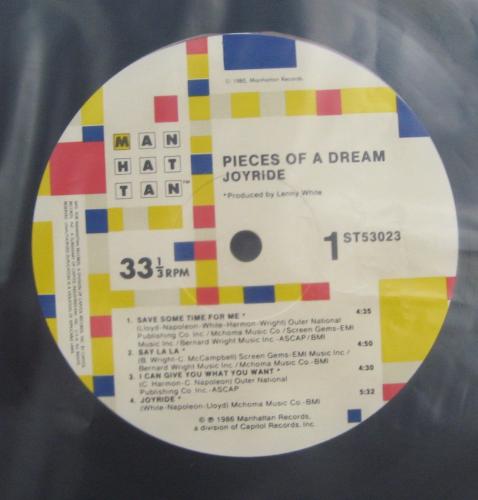 © 1985, Manhattan Records.
MAN
HAT
TAN™
PIECES OF A DREAM
JOYRIDE
*Produced by Lenny White
33 1/3 RPM
1 ST53023
1. SAVE SOME TIME FOR ME * 4:35
(Lloyd-Napoleon-White-Harmon-Wright) Outer National
Publishing Co. Inc./Mchoma Music Co./Screen Gems-EMI
Music Inc./Bernard Wright Music Inc.-ASCAP/BMI
2. SAY LA LA * 4:50
(B. Wright-C. McCampbell) Screen Gems-EMI Music Inc./
Bernard Wright Music Inc./Mchoma Music Co.-BMI
3. I CAN GIVE YOU WHAT YOU WANT * 4:30
(C. Harmon-C. Napoleon) Outer National
Publishing Co. Inc.-ASCAP
4. JOYRIDE * 5:32
(White-Napoleon-Lloyd) Mchoma Music Co.-BMI
© ℗ 1986 Manhattan Records,
a division of Capitol Records, Inc.